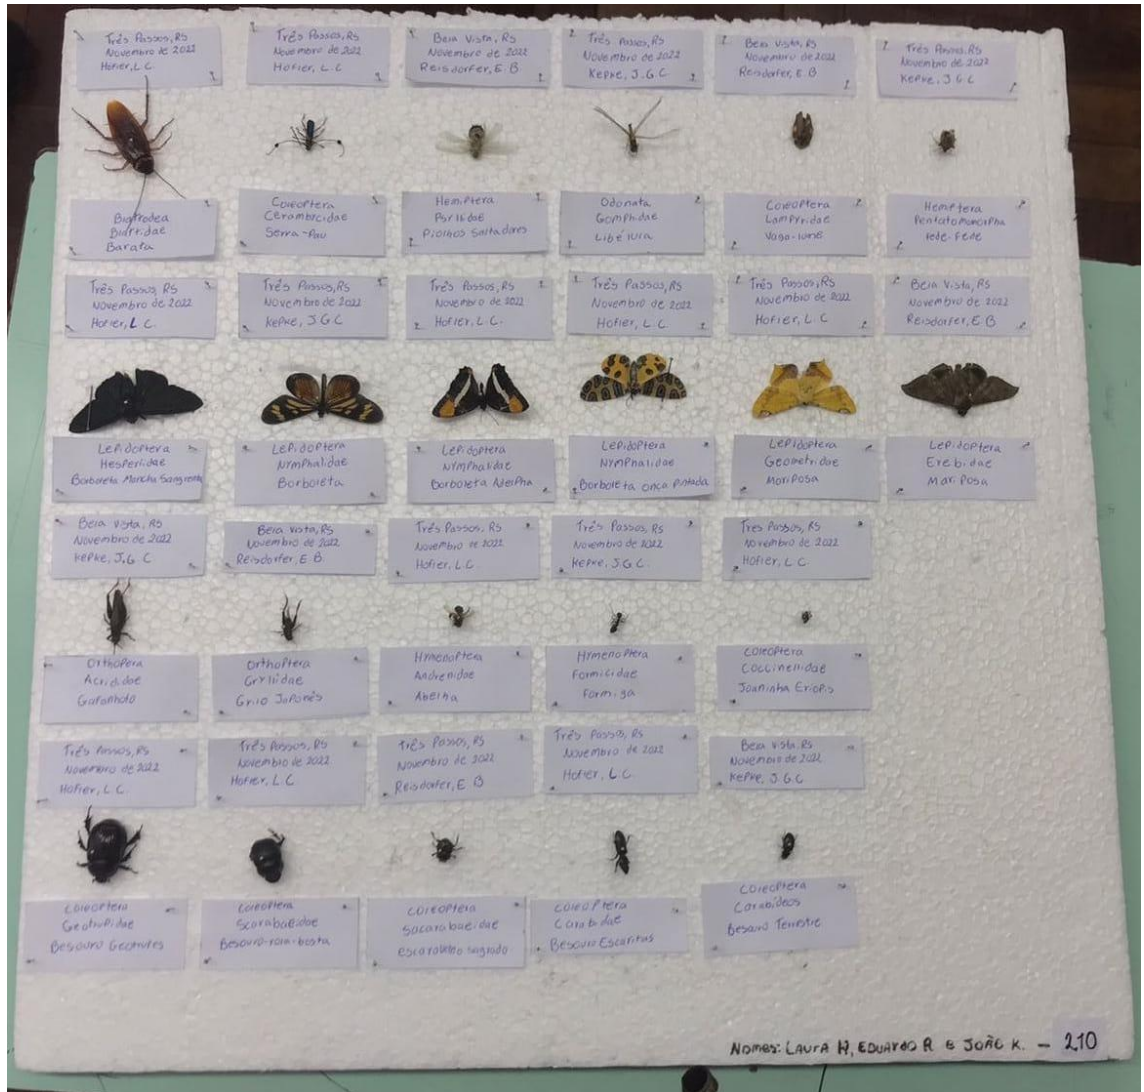 Três Passos, RS
Novembro de 2022
Hofier, L.C
Três Passos, RS
Novembro de 2022
Hofier, L.C
Bela Vista, RS
Novembro de 2022
Reisdorfer, E.B
Três Passos, RS
Novembro de 2022
Kepke, J.G.C
Bela Vista, RS
Novembro de 2022
Reisdorfer, E.B
Três Passos, RS
Novembro de 2022
Kepke, J.G.C
Blatrodea
Blatridae
Barata
Coleoptera
Cerambcidae
Serra-Pau
Hemiptera
Psrlidae
Piolhos Saltadores
Odonata
Gomphidae
Libélula
Coleoptera
Lampyridae
Vaga-lume
Hemptera
Pentatomomorpha
Fede-Fede
Três Passos, RS
Novembro de 2022
Hofier, L.C.
Três Passos, RS
Novembro de 2022
Kepke, J.G.C
Três Passos, RS
Novembro de 2022
Hofier, L.C.
Três Passos, RS
Novembro de 2022
Hofier, L.C
Três Passos, RS
Novembro de 2022
Hofier, L.C
Bela Vista, RS
Novembro de 2022
Reisdorfer, E.B
Lepidoptera
Hesperiidae
Borboleta Mancha Sangrenta
Lepidoptera
Nymphalidae
Borboleta
Lepidoptera
Nymphalidae
Borboleta Adelpha
Lepidoptera
Nymphalidae
Borboleta onça pintada
Lepidoptera
Geometridae
Mariposa
Lepidoptera
Erebidae
Mariposa
Bela Vista, RS
Novembro de 2022
Kepke, J.G C
Bela Vista, RS
Novembro de 2022
Reisdorfer, E.B.
Três Passos, RS
Novembro de 2022
Hofier, L.C.
Três Passos, RS
Novembro de 2022
Kepke, J.G C.
Três Passos, RS
Novembro de 2022
Hofier, L.C.
Orthoptera
Acrididae
Gafanhoto
Orthoptera
Gryllidae
Grilo Japonês
Hymenoptera
Andrenidae
Abelha
Hymenoptera
Formicidae
Formiga
Coleoptera
Coccinellidae
Joaninha Eriopis
Três Passos, RS
Novembro de 2022
Hofier, L.C.
Três Passos, RS
Novembro de 2022
Hofier, L.C
Três Passos, RS
Novembro de 2022
Reisdorfer, E B
Três Passos, RS
Novembro de 2022
Hofier, L.C
Bela Vista, RS
Novembro de 2022
Kepke, J.G.C
Coleoptera
Geotrupidae
Besouro Geotrupes
Coleoptera
Scarabaeidae
Besouro-rola-bosta
Coleoptera
Sacarabaeidae
escaravelho sagrado
Coleoptera
Carabidae
Besouro Escaritus
Coleoptera
Carabídeos
Besouro Terrestre
Nomes: LAURA H, EDUARDO R E JOÃO K. - 210